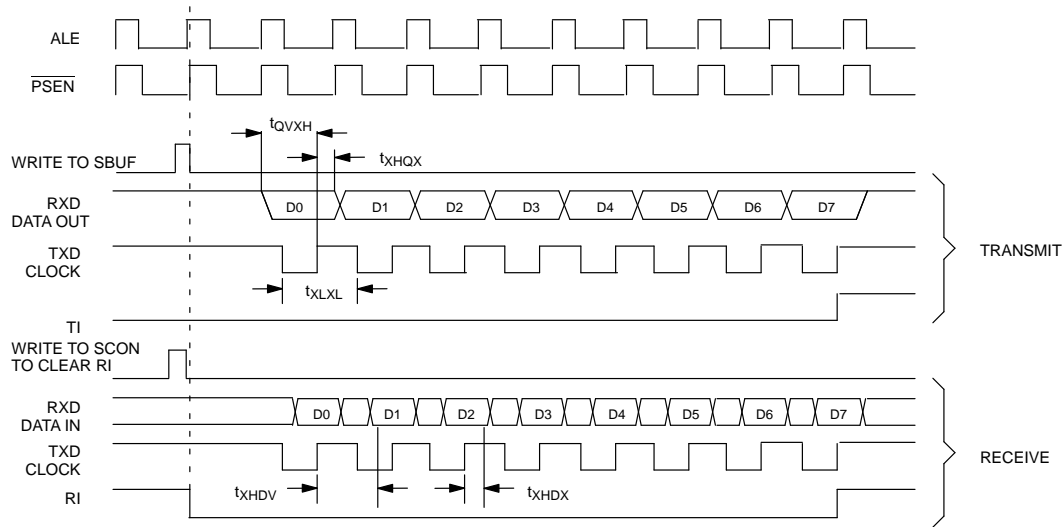 ALE
PSEN
tQVXH
WRITE TO SBUF
tXHQX
RXD
DATA OUT
D0 D1 D2 D3 D4 D5 D6 D7
TXD
CLOCK
TRANSMIT
tXLXL
TI
WRITE TO SCON
TO CLEAR RI
RXD
DATA IN
D0 D1 D2 D3 D4 D5 D6 D7
TXD
CLOCK
RECEIVE
tXHDV
tXHDX
RI